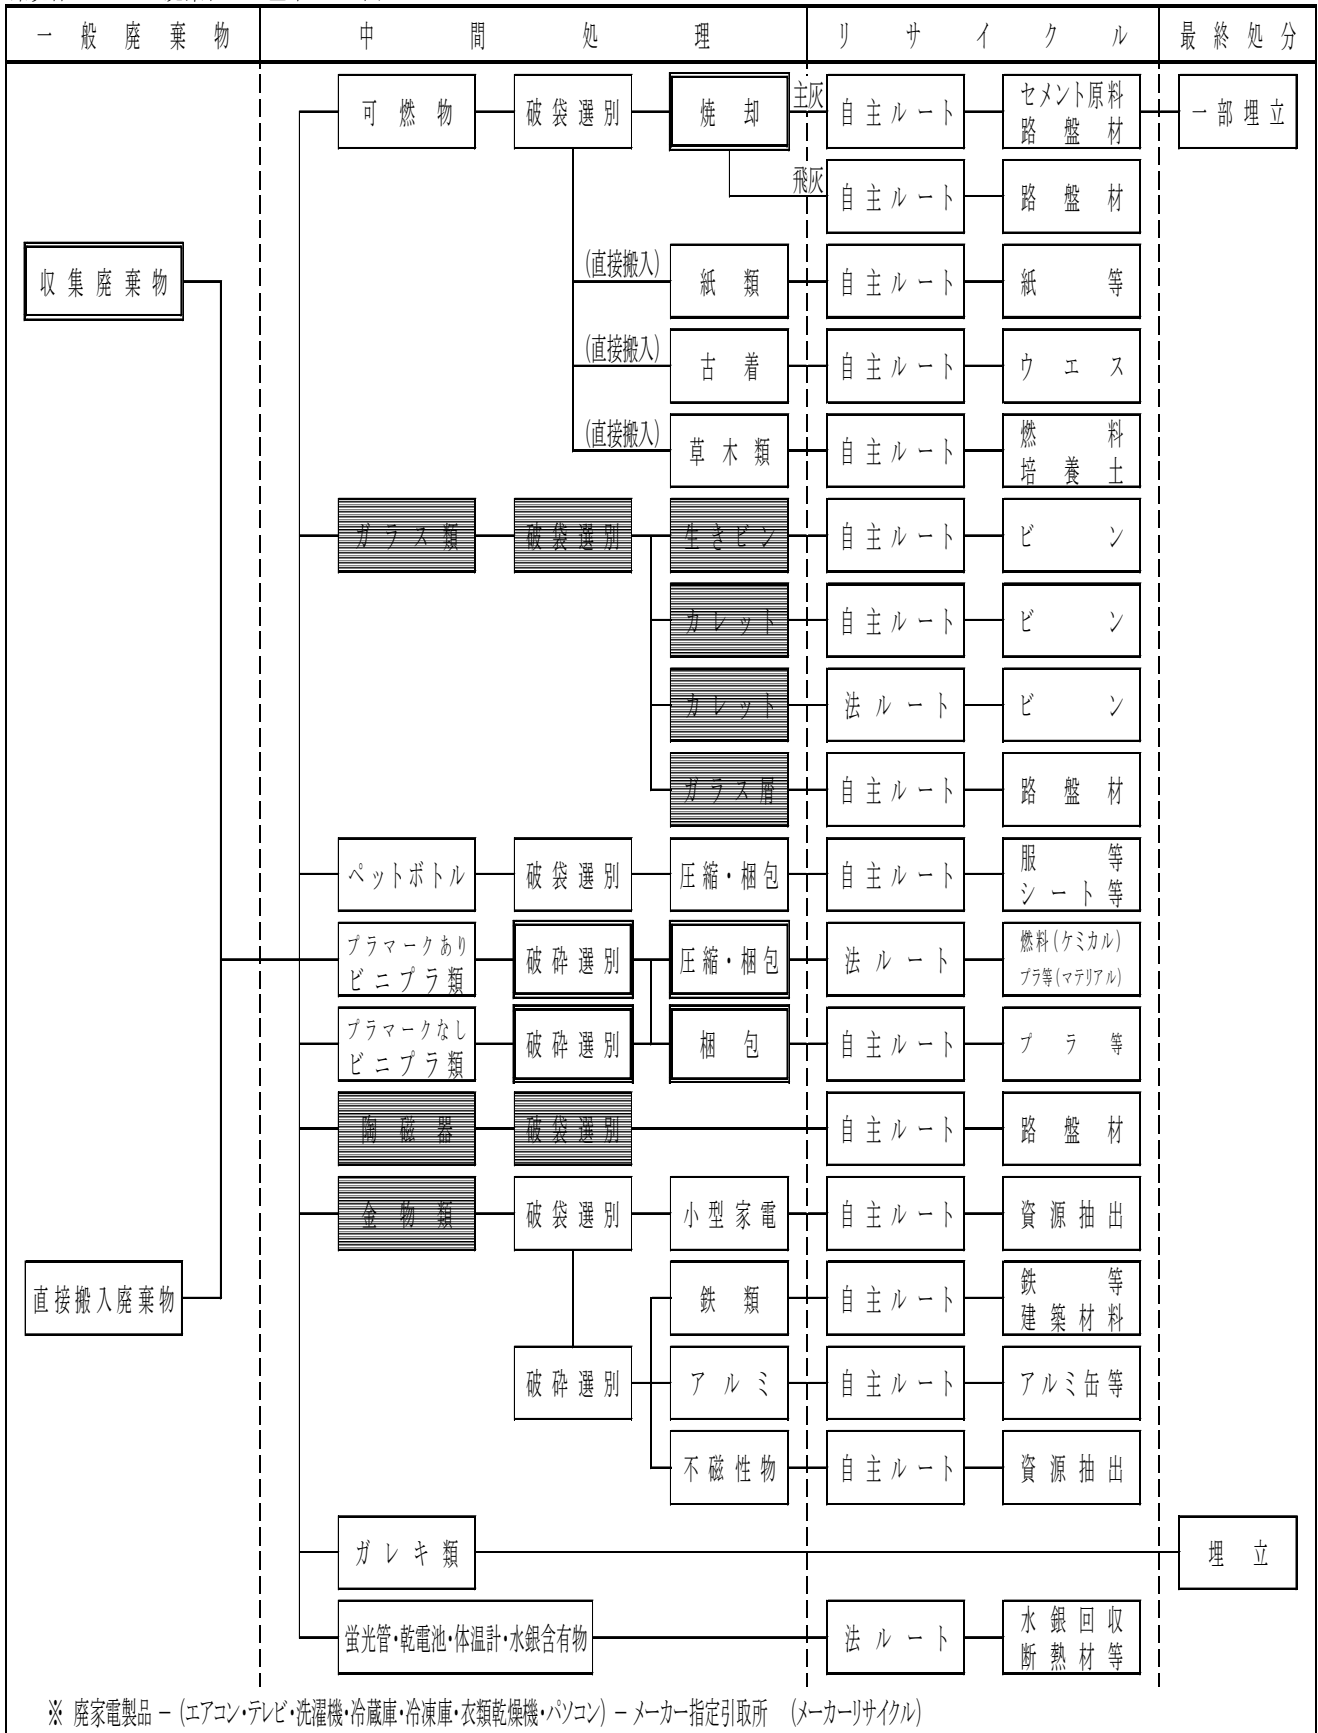 一般廃棄物 中間処理 リサイクル 最終処分
可燃物 破袋選別 焼却 主灰 自主ルート セメント原料 一部埋立
路盤材
飛灰 自主ルート 路盤材
収集廃棄物 (直接搬入) 紙類 自主ルート 紙等
(直接搬入) 古着 自主ルート ウエス
(直接搬入) 草木類 自主ルート 燃料
培養土
ガラス類 破袋選別 生きビン 自主ルート ビン
カレット 自主ルート ビン
カレット 法ルート ビン
ガラス屑 自主ルート 路盤材
ペットボトル 破袋選別 圧縮・梱包 自主ルート 服等
シート等
プラマークあり 破砕選別 圧縮・梱包 法ルート 燃料(ケミカル)
ビニプラ類 プラ等(マテリアル)
プラマークなし 破砕選別 梱包 自主ルート プラ等
ビニプラ類
陶磁器 破袋選別 自主ルート 路盤材
金物類 破袋選別 小型家電 自主ルート 資源抽出
直接搬入廃棄物 鉄類 自主ルート 鉄等
建築材料
破砕選別 アルミ 自主ルート アルミ缶等
不磁性物 自主ルート 資源抽出
ガレキ類 埋立
蛍光管・乾電池・体温計・水銀含有物 法ルート 水銀回収
断熱材等
※ 廃家電製品 － (エアコン・テレビ・洗濯機・冷蔵庫・冷凍庫・衣類乾燥機・パソコン) － メーカー指定引取所 (メーカーリサイクル)